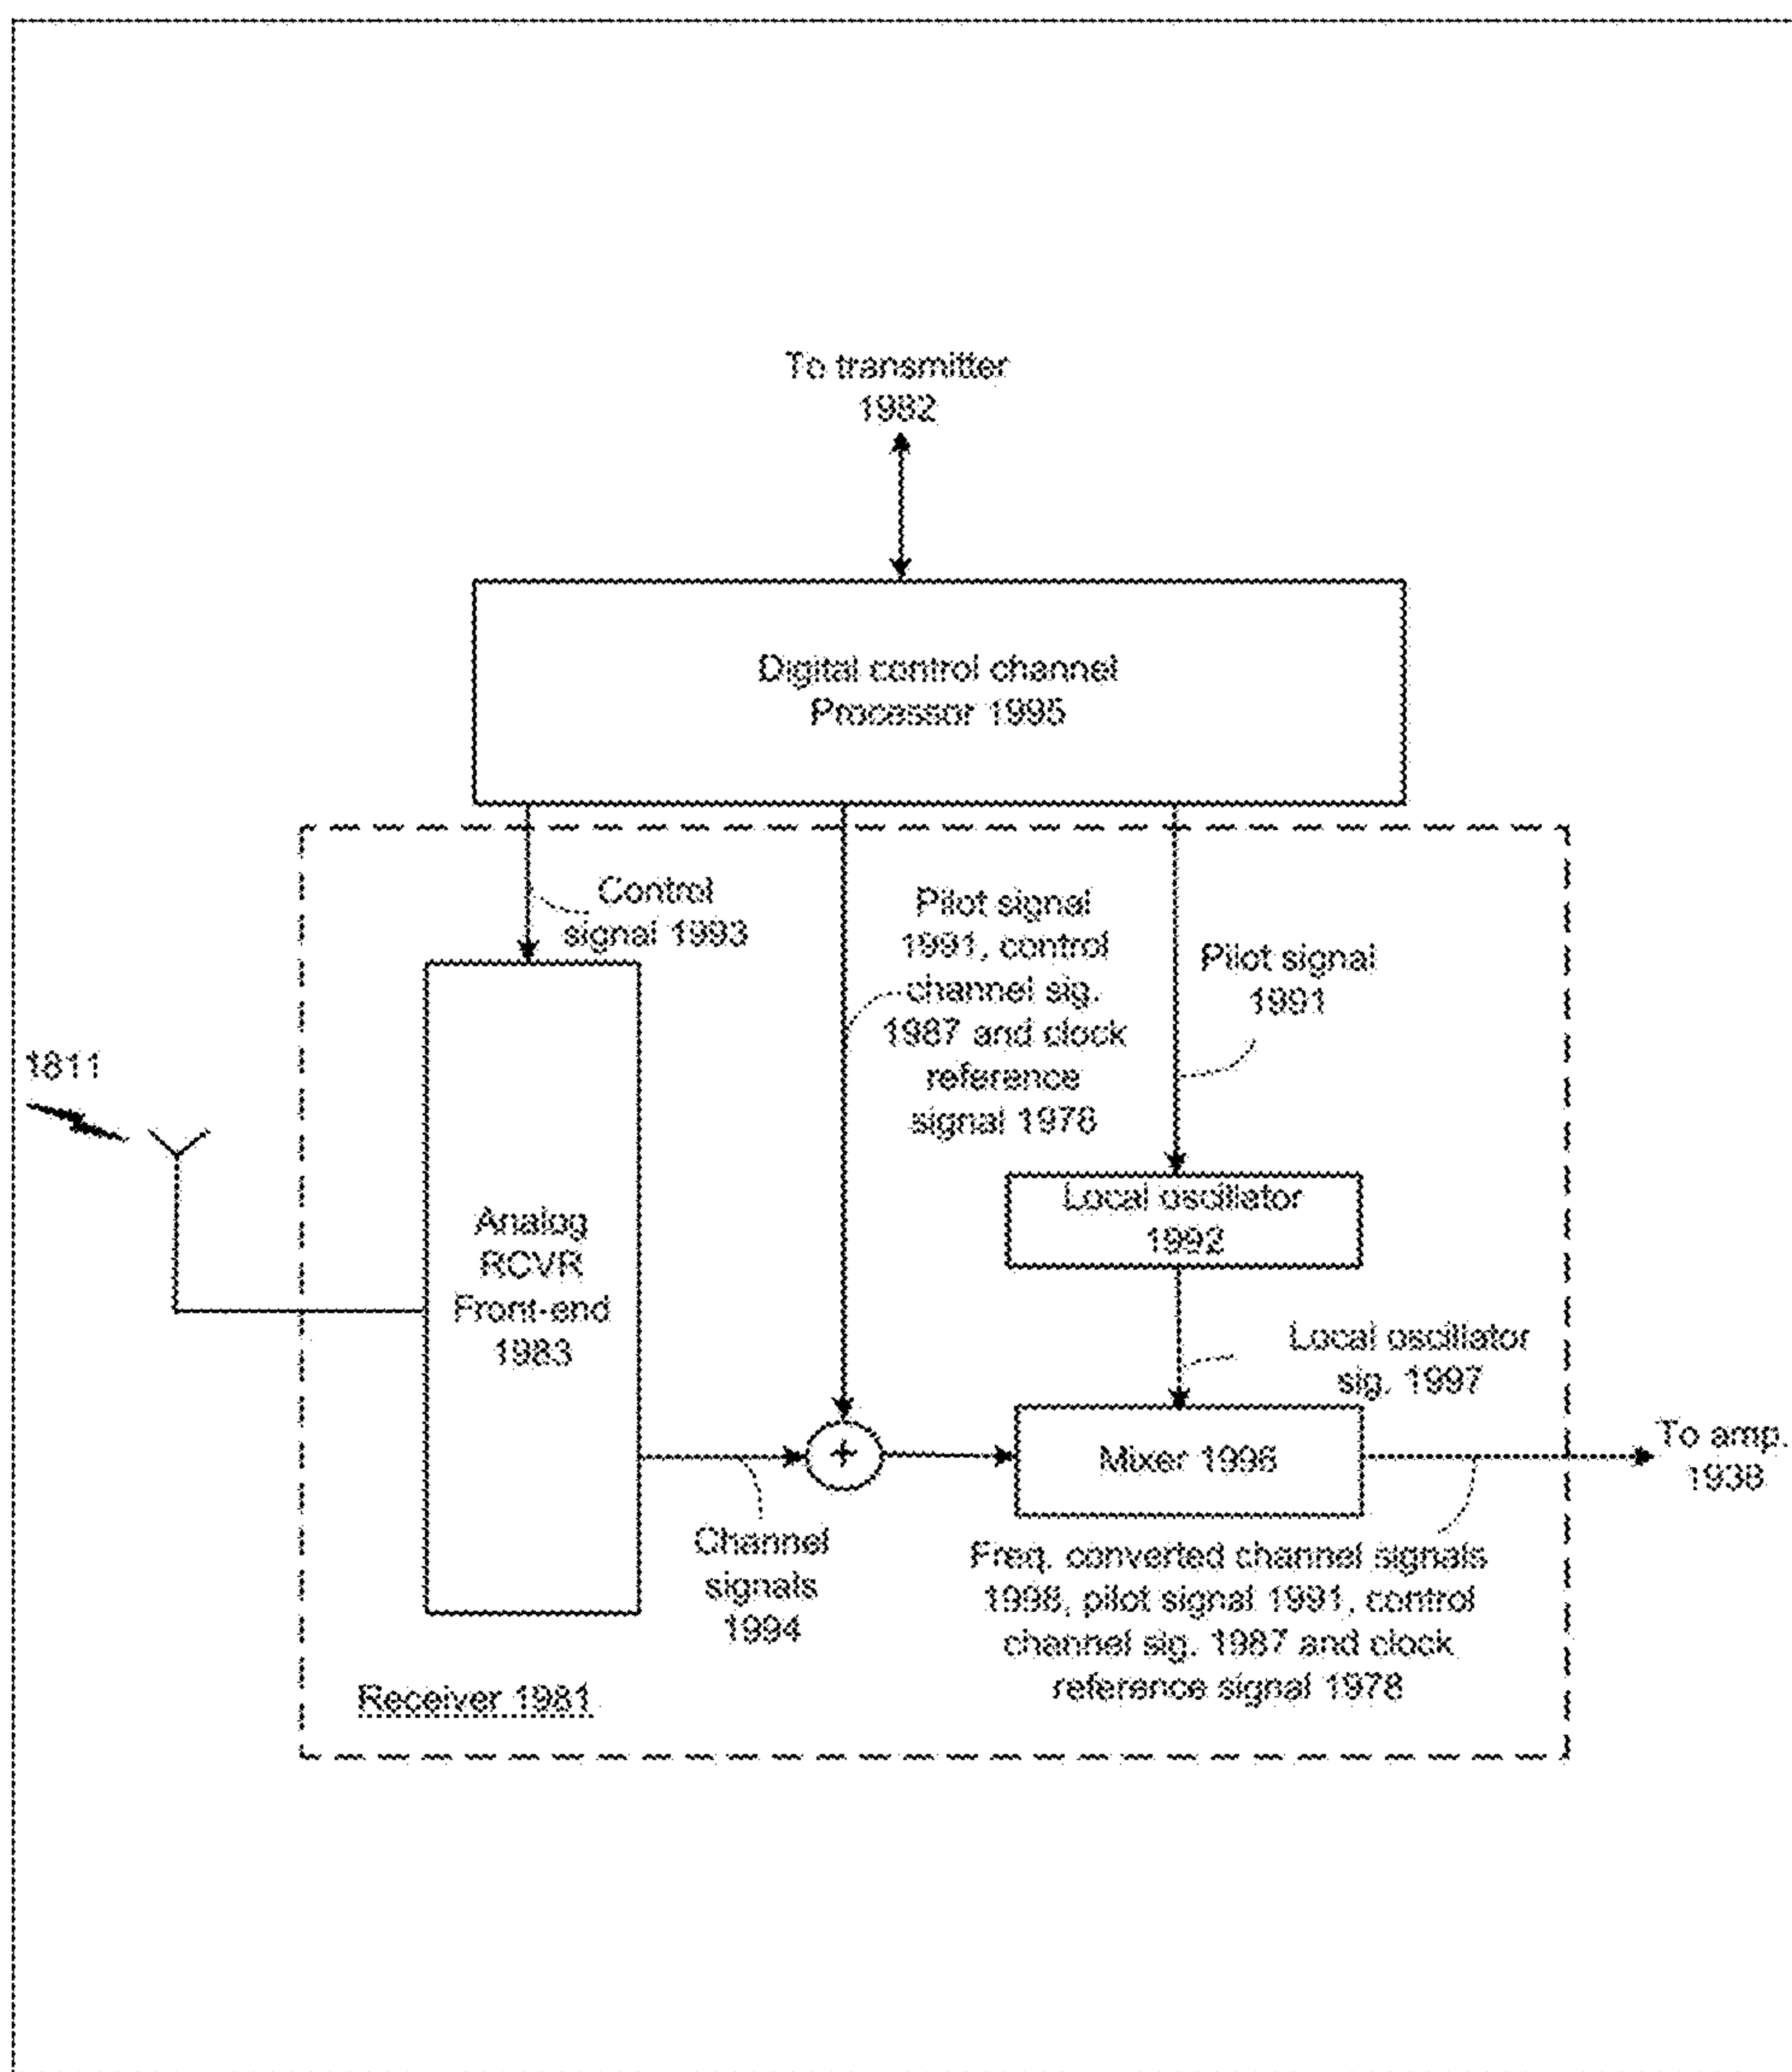 To transmitter
1982
Digital control channel
Processor 1995
Control
signal 1993
Pilot signal
1991, control
channel sig.
1987 and clock
reference
signal 1978
Pilot signal
1991
1811
Local oscillator
1992
Analog
RCVR
Front-end
1983
Local oscillator
sig. 1997
+
Mixer 1996
To amp.
1938
Channel
signals
1994
Freq. converted channel signals
1998, pilot signal 1991, control
channel sig. 1987 and clock
reference signal 1978
Receiver 1981